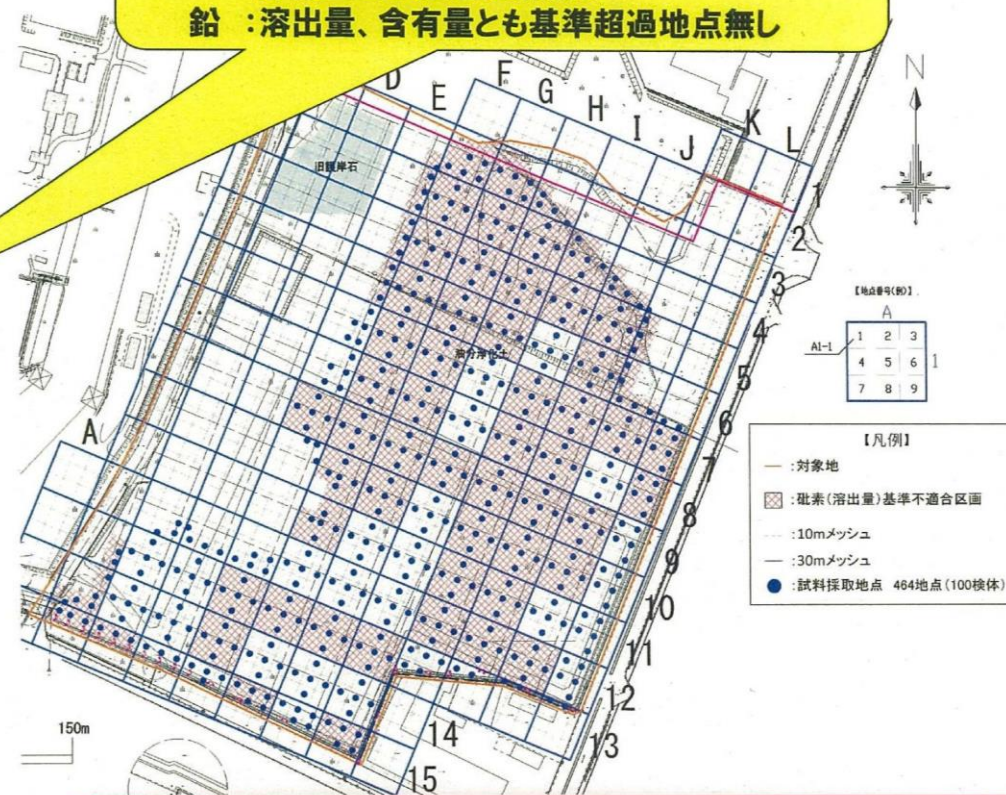 鉛 :溶出量、含有量とも基準超過地点無し
D
E
F
G
H
I
J
K
L
N
旧護岸石
1
2
3
4
5
6
7
8
9
10
11
12
13
14
15
A
【地点番号(例)】
A
A1-1
1 2 3
4 5 6
7 8 9
1
【凡例】
:対象地
:砒素(溶出量)基準不適合区画
:10mメッシュ
:30mメッシュ
:試料採取地点 464地点(100検体)
150m